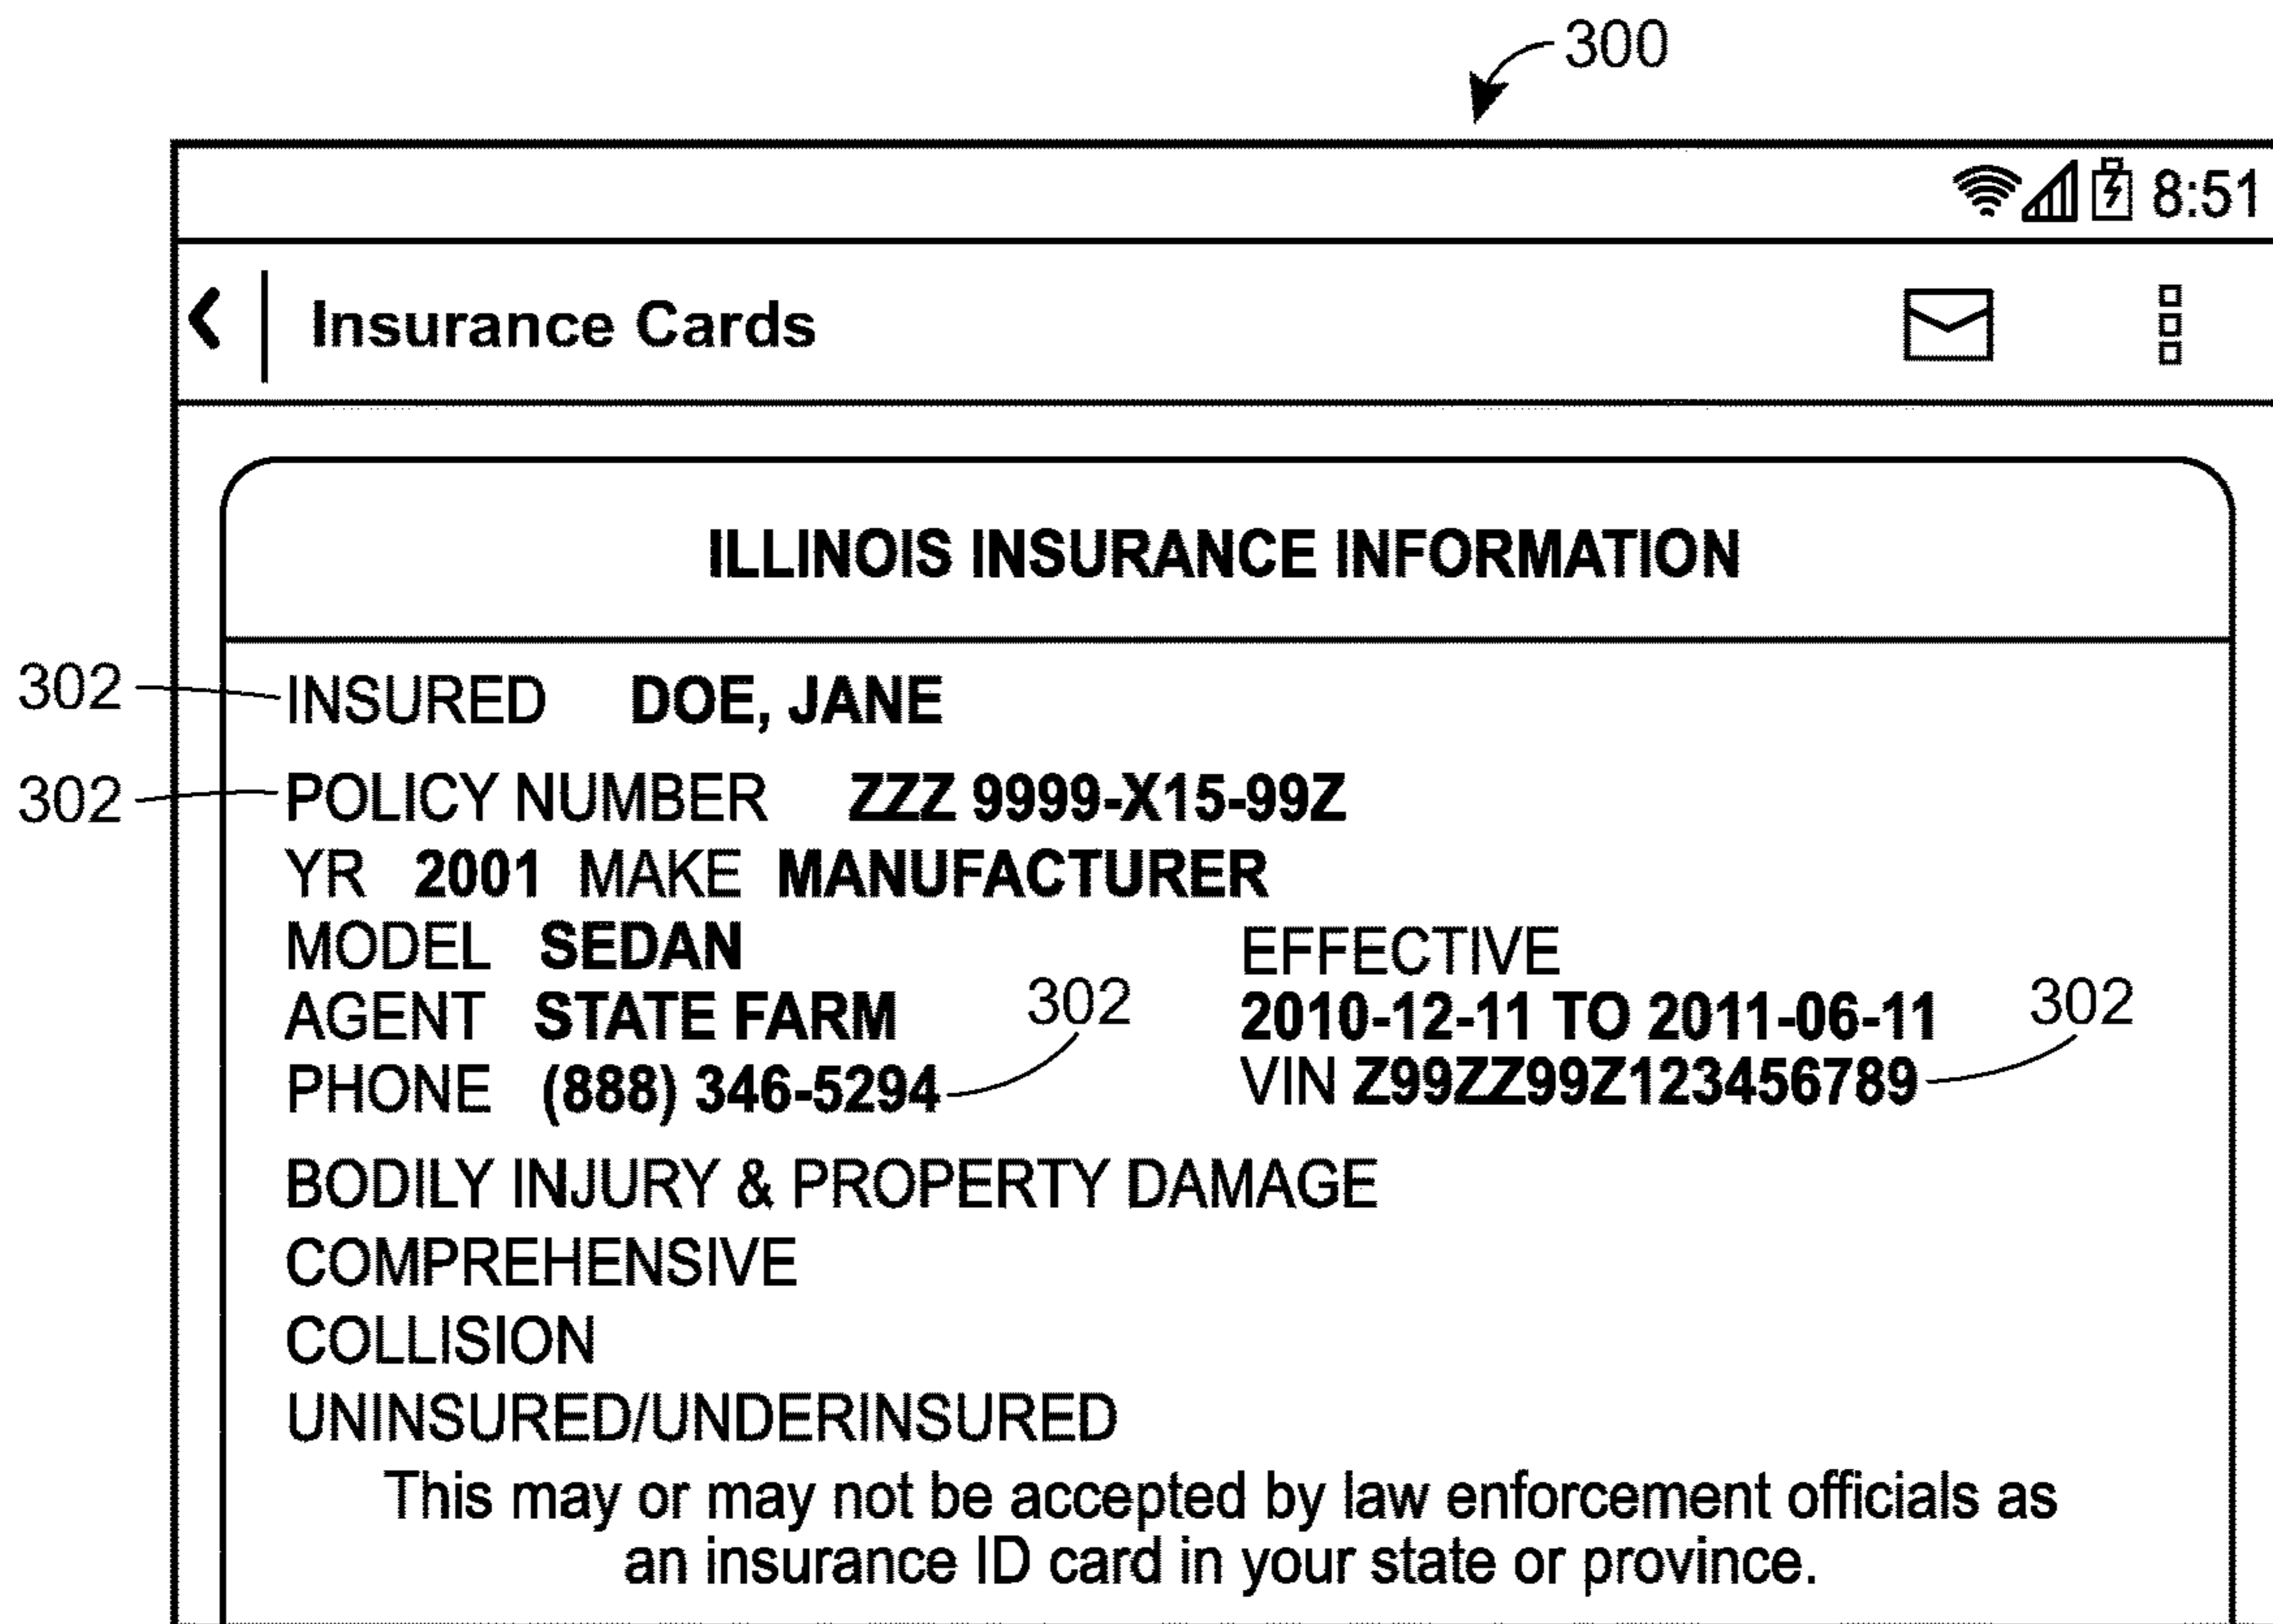 300
8:51
Insurance Cards
ILLINOIS INSURANCE INFORMATION
302 INSURED DOE, JANE
302 POLICY NUMBER ZZZ 9999-X15-99Z
YR 2001 MAKE MANUFACTURER
MODEL SEDAN
AGENT STATE FARM 302
PHONE (888) 346-5294
EFFECTIVE
2010-12-11 TO 2011-06-11 302
VIN Z99ZZ99Z123456789
BODILY INJURY & PROPERTY DAMAGE
COMPREHENSIVE
COLLISION
UNINSURED/UNDERINSURED
This may or may not be accepted by law enforcement officials as
an insurance ID card in your state or province.